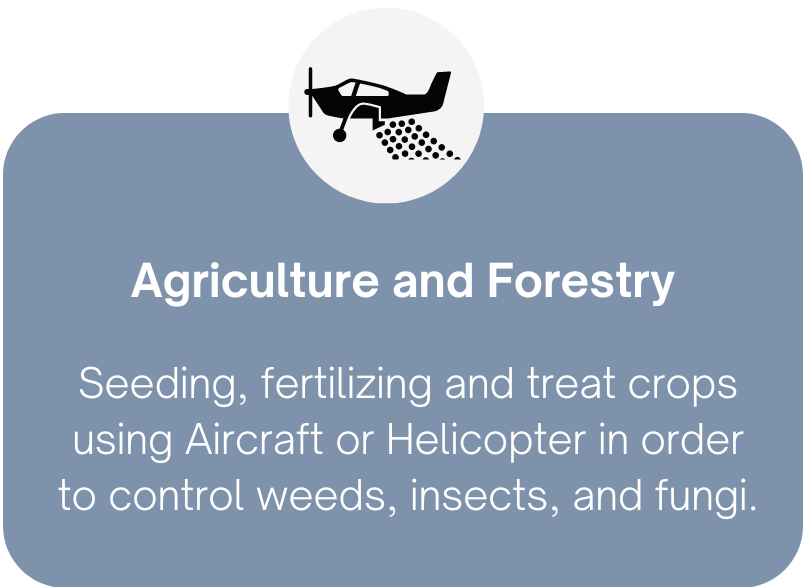 Agriculture and Forestry
Seeding, fertilizing and treat crops
using Aircraft or Helicopter in order
to control weeds, insects, and fungi.